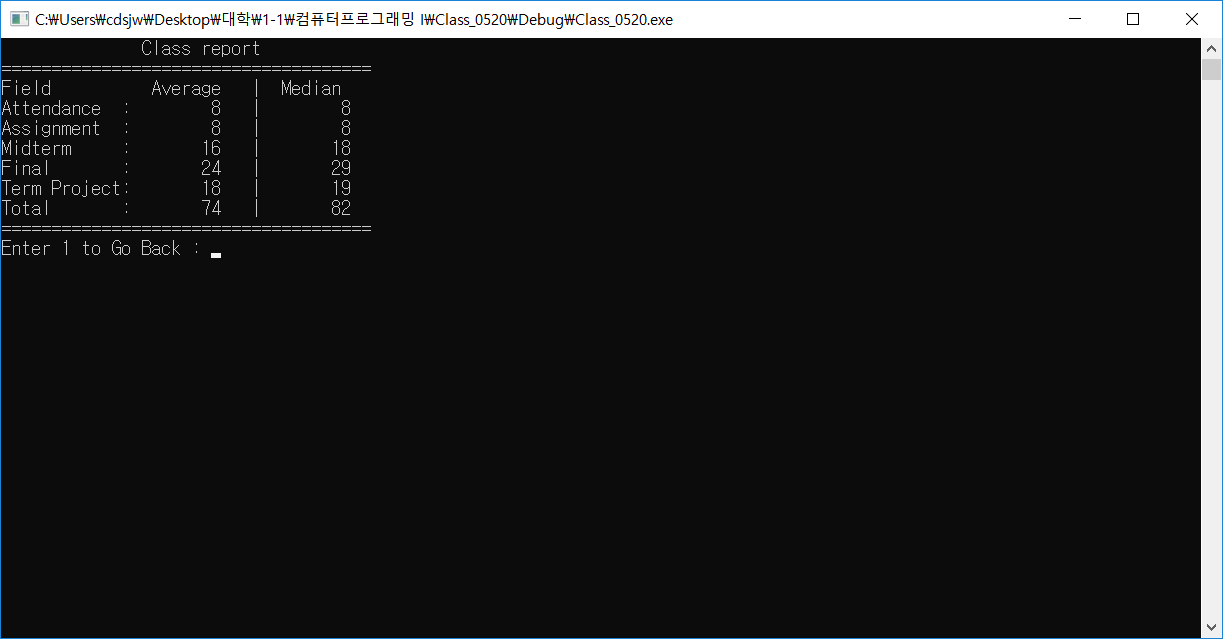 C:₩Users₩cdsjw₩Desktop₩대학₩1-1₩컴퓨터프로그래밍 I₩Class_0520₩Debug₩Class_0520.exe
Class report
=====================================
Field          Average   |  Median
Attendance  :        8   |        8
Assignment  :        8   |        8
Midterm     :       16   |       18
Final       :       24   |       29
Term Project:       18   |       19
Total       :       74   |       82
=====================================
Enter 1 to Go Back :